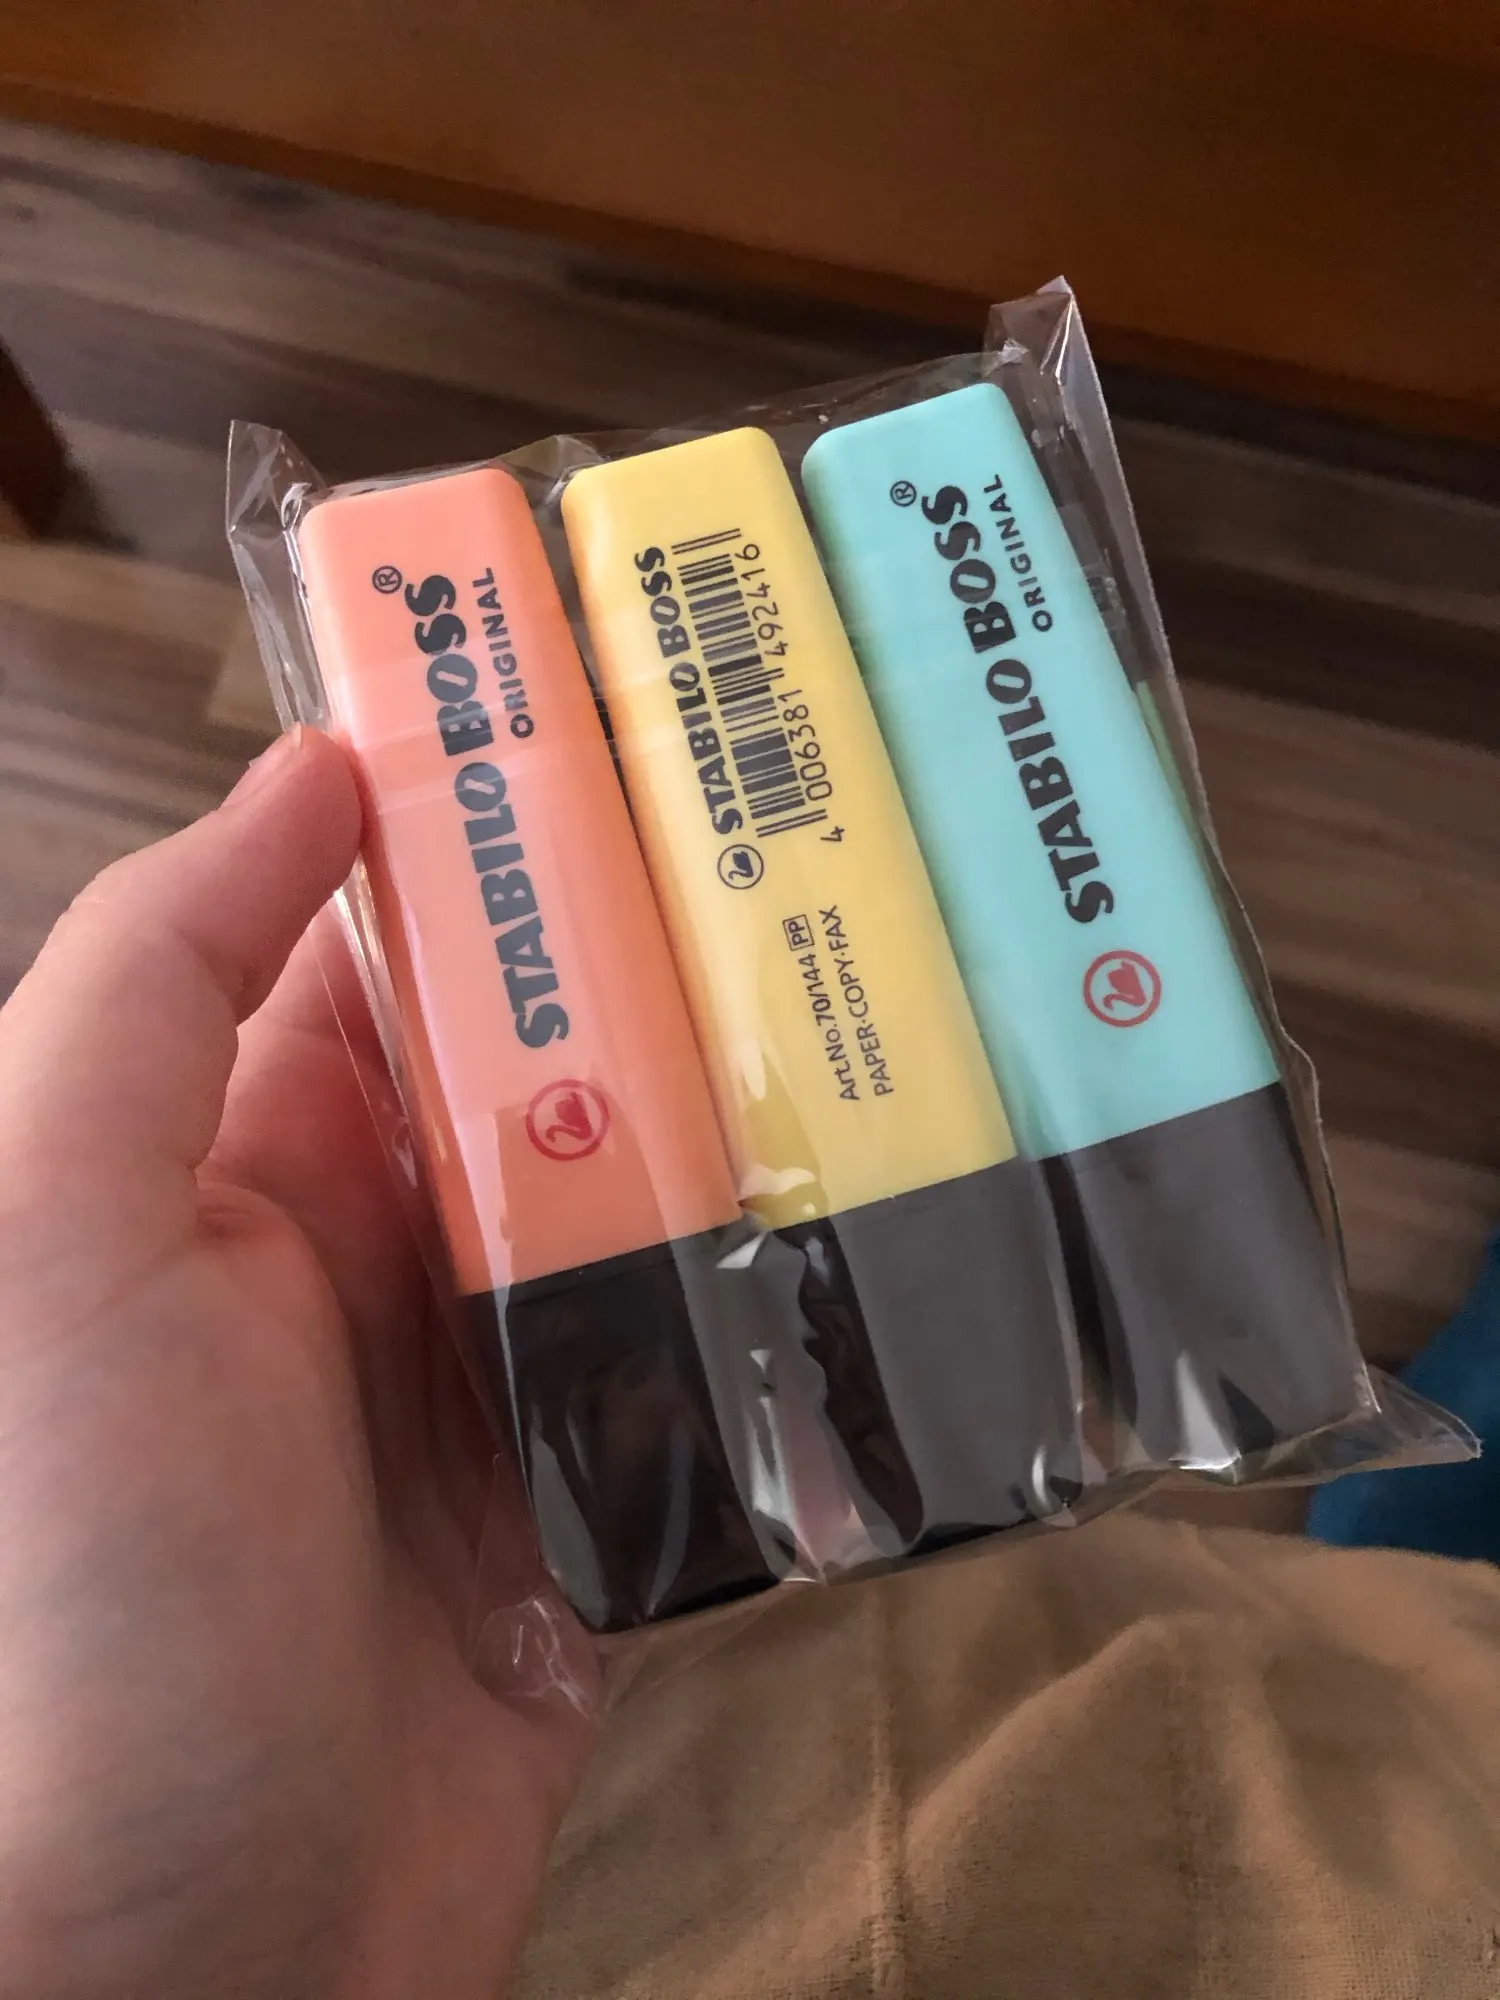 STABILO BOSS®
ORIGINAL
STABILO BOSS
4 006381 492416
Art.No.70/144 PP
PAPER·COPY·FAX
STABILO BOSS®
ORIGINAL